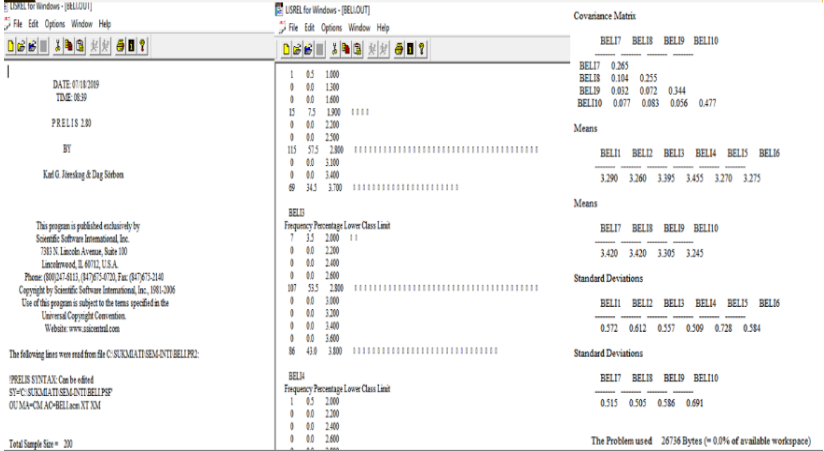 LISREL for Windows - [BELI.OUT]
File Edit Options Window Help
DATE: 07/18/2019
TIME: 08:39
P R E L I S 2.80
BY
Karl G. Jöreskog & Dag Sörbom
This program is published exclusively by
Scientific Software International, Inc.
7383 N. Lincoln Avenue, Suite 100
Lincolnwood, IL 60712, U.S.A.
Phone: (800)247-6113, (847)675-0720, Fax: (847)675-2140
Copyright by Scientific Software International, Inc., 1981-2006
Use of this program is subject to the terms specified in the
Universal Copyright Convention.
Website: www.ssicentral.com
The following lines were read from file C:\SUKMIATI\SEM-INTI\BELI.PR2:
!PRELIS SYNTAX: Can be edited
SY='C:\SUKMIATI\SEM-INTI\BELI.PSF'
OU MA=CM AC=BELI.acm XT XM
Total Sample Size = 200
LISREL for Windows - [BELI.OUT]
File Edit Options Window Help
1 0.5 1.000
0 0.0 1.300
0 0.0 1.600
15 7.5 1.900
0 0.0 2.200
0 0.0 2.500
115 57.5 2.800
0 0.0 3.100
0 0.0 3.400
69 34.5 3.700
BELI3
Frequency Percentage Lower Class Limit
7 3.5 2.000
0 0.0 2.200
0 0.0 2.400
0 0.0 2.600
107 53.5 2.800
0 0.0 3.000
0 0.0 3.200
0 0.0 3.400
0 0.0 3.600
86 43.0 3.800
BELI4
Frequency Percentage Lower Class Limit
1 0.5 2.000
0 0.0 2.200
0 0.0 2.400
0 0.0 2.600
Covariance Matrix
BELI7 BELI8 BELI9 BELI10
BELI7 0.265
BELI8 0.104 0.255
BELI9 0.032 0.072 0.344
BELI10 0.077 0.083 0.056 0.477
Means
BELI1 BELI2 BELI3 BELI4 BELI5 BELI6
3.290 3.260 3.395 3.455 3.270 3.275
Means
BELI7 BELI8 BELI9 BELI10
3.420 3.420 3.305 3.245
Standard Deviations
BELI1 BELI2 BELI3 BELI4 BELI5 BELI6
0.572 0.612 0.557 0.509 0.728 0.584
Standard Deviations
BELI7 BELI8 BELI9 BELI10
0.515 0.505 0.586 0.691
The Problem used 26736 Bytes (= 0.0% of available workspace)